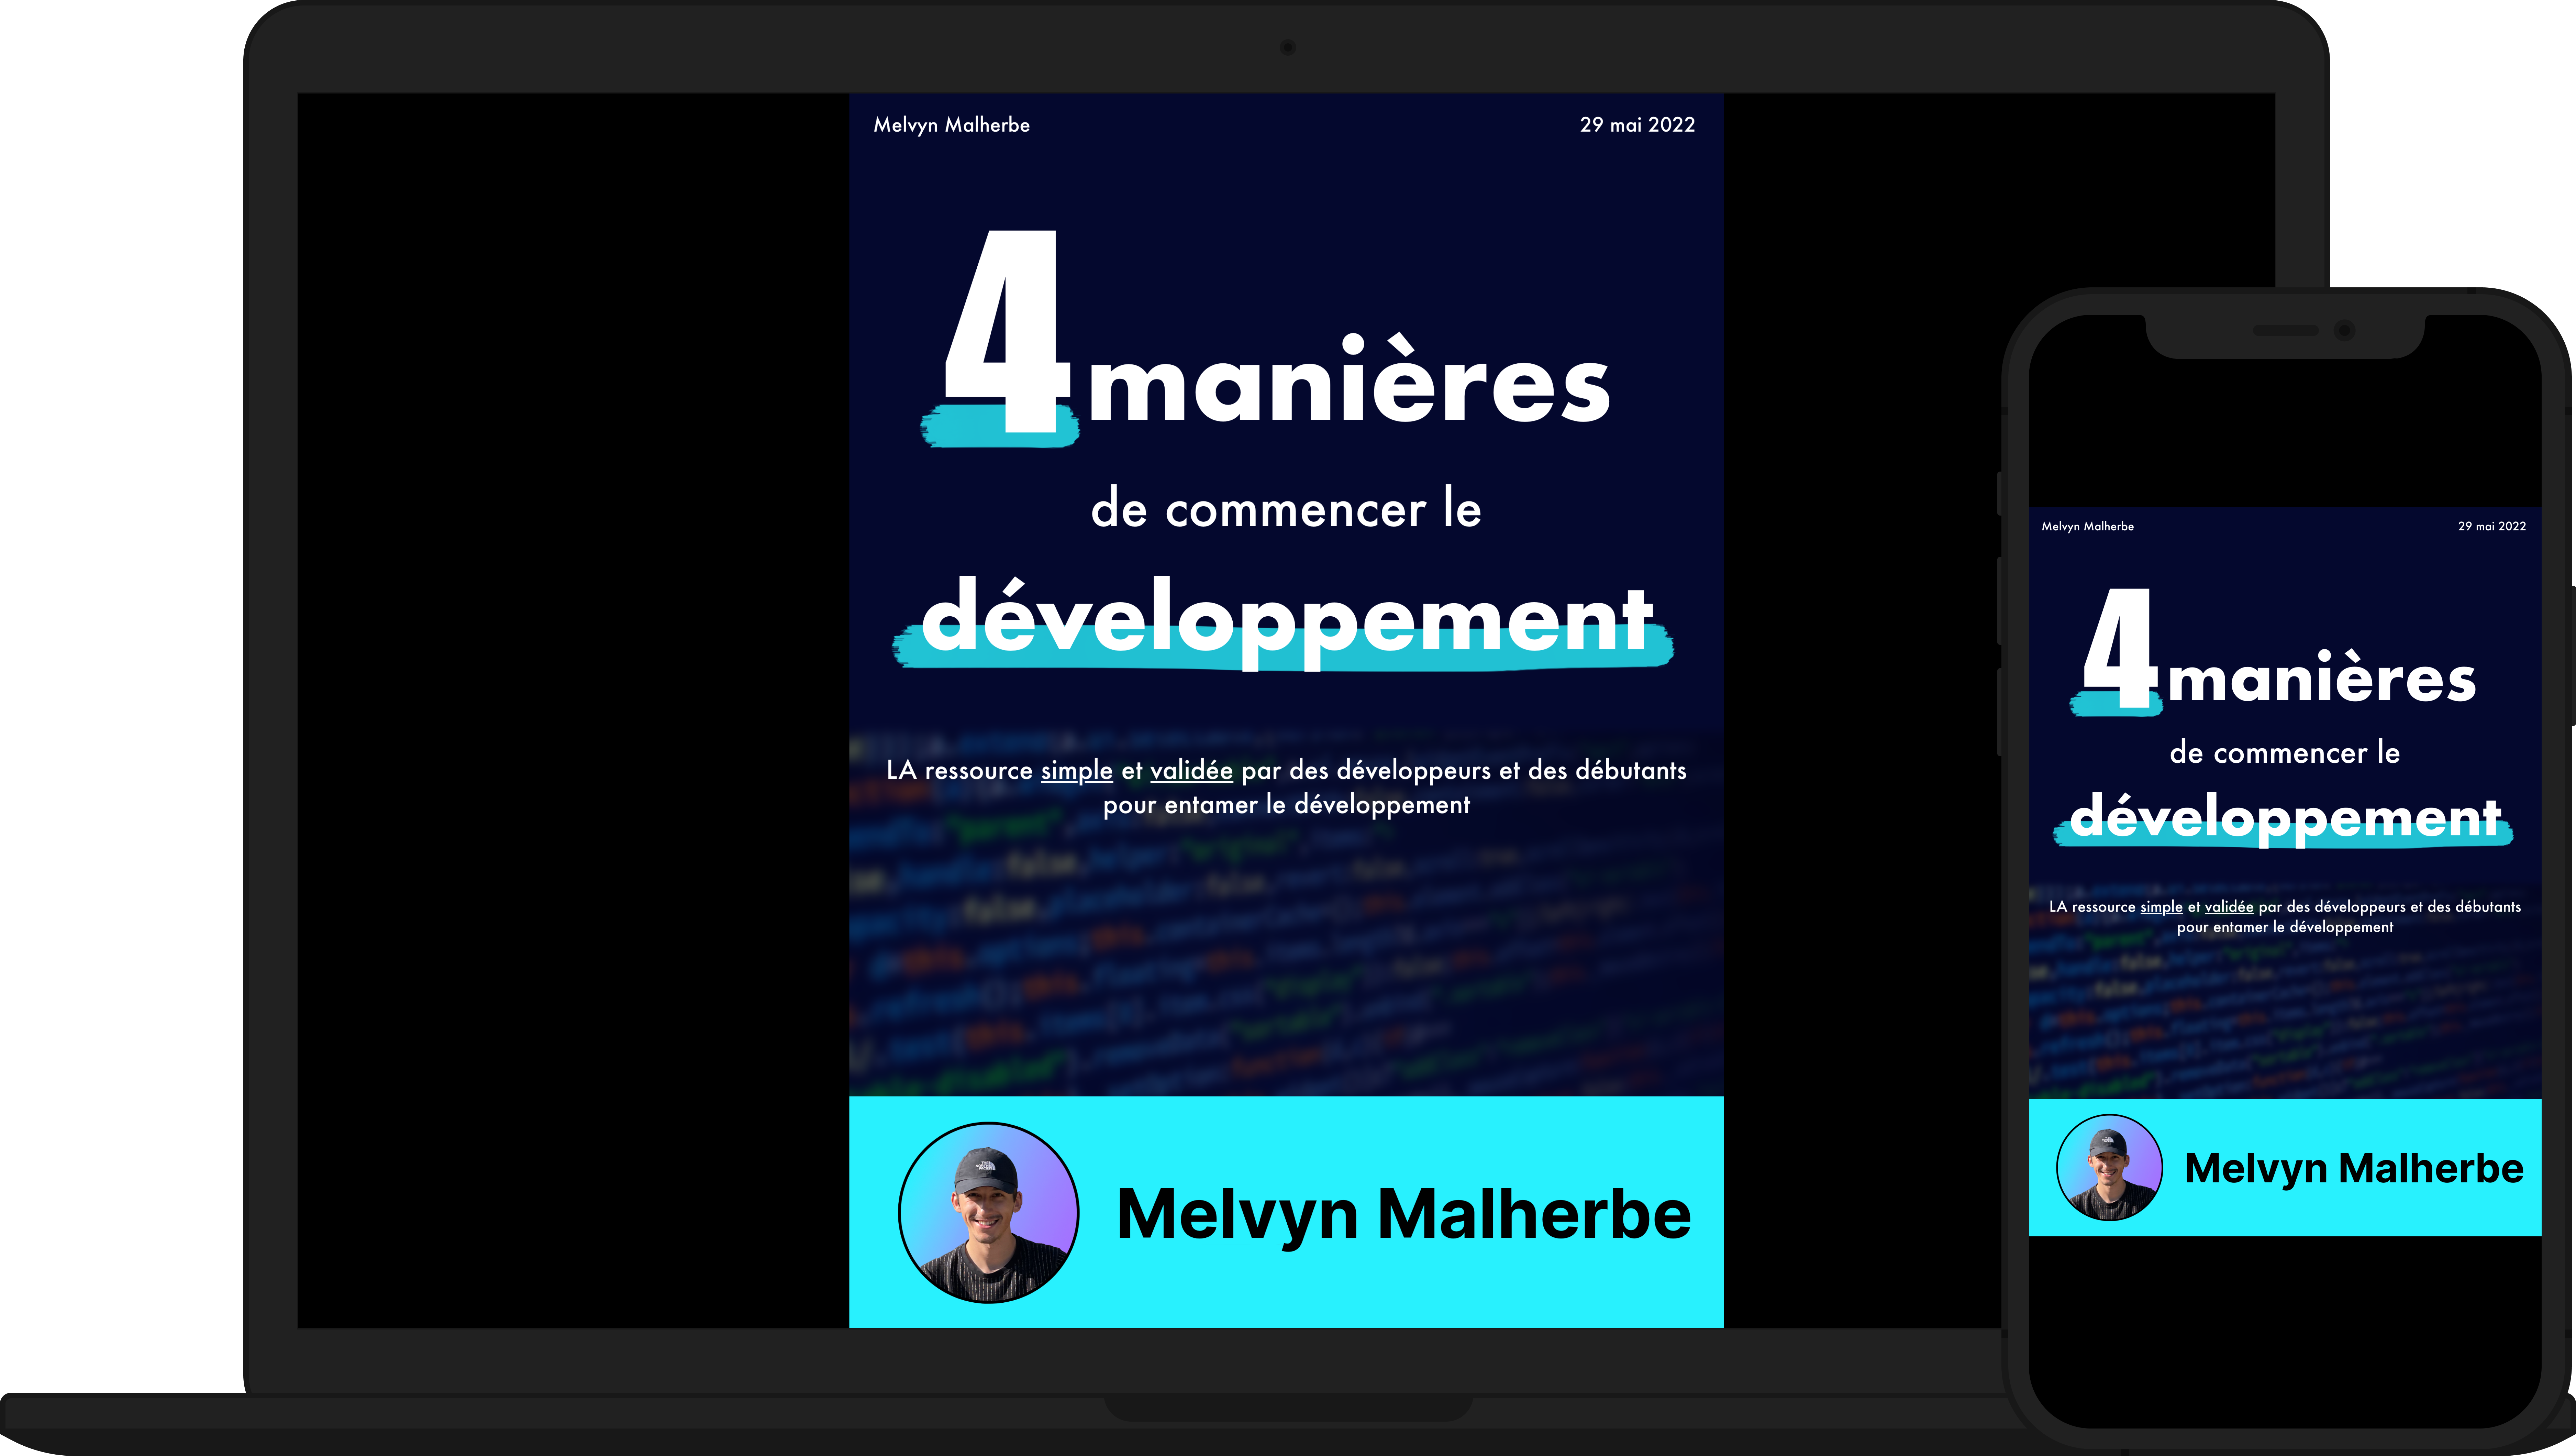 Melvyn Malherbe
29 mai 2022
4 manières
de commencer le
développement
LA ressource simple et validée par des développeurs et des débutants
pour entamer le développement
Melvyn Malherbe
Melvyn Malherbe
29 mai 2022
4 manières
de commencer le
développement
LA ressource simple et validée par des développeurs et des débutants
pour entamer le développement
Melvyn Malherbe